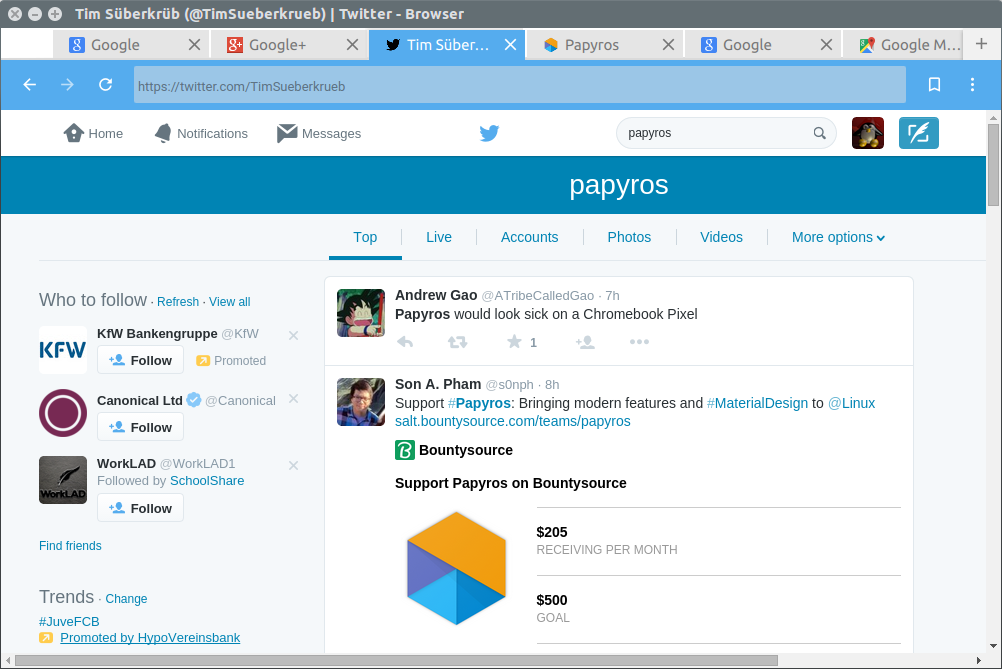 Tim Süberkrüb (@TimSueberkrueb) | Twitter - Browser
Google Google+ Tim Süber... Papyros Google Google M...
https://twitter.com/TimSueberkrueb
Home Notifications Messages papyros
papyros
Top Live Accounts Photos Videos More options
Who to follow · Refresh · View all
KfW
KfW Bankengruppe @KfW
Follow Promoted
Canonical Ltd @Canonical
Follow
WorkLAD
WorkLAD @WorkLAD1
Followed by SchoolShare
Follow
Find friends
Trends · Change
#JuveFCB
Promoted by HypoVereinsbank
Andrew Gao @ATribeCalledGao · 7h
Papyros would look sick on a Chromebook Pixel
1
Son A. Pham @s0nph · 8h
Support #Papyros: Bringing modern features and #MaterialDesign to @Linux
salt.bountysource.com/teams/papyros
Bountysource
Support Papyros on Bountysource
$205
RECEIVING PER MONTH
$500
GOAL